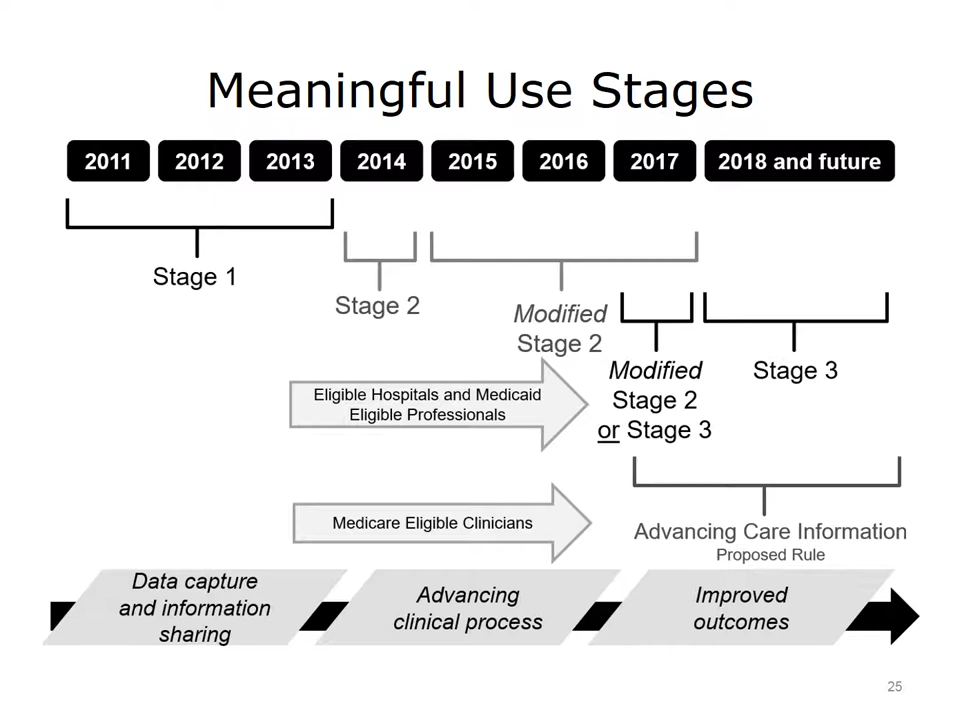 Meaningful Use Stages
2011 2012 2013 2014 2015 2016 2017 2018 and future
Stage 1
Stage 2
Modified
Stage 2
Modified
Stage 2
or Stage 3
Stage 3
Eligible Hospitals and Medicaid
Eligible Professionals
Medicare Eligible Clinicians
Advancing Care Information
Proposed Rule
Data capture
and information
sharing
Advancing
clinical process
Improved
outcomes
25